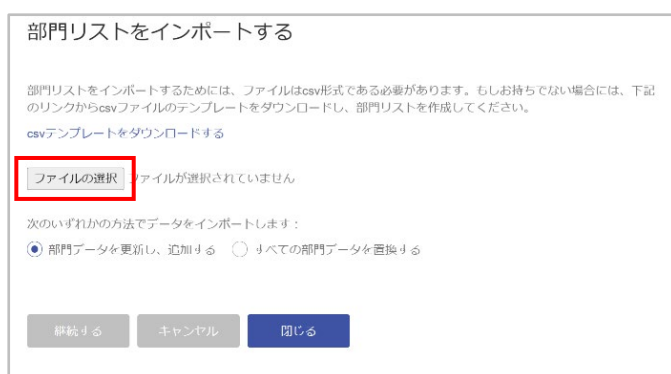 部門リストをインポートする
部門リストをインポートするためには、ファイルはcsv形式である必要があります。もしお持ちでない場合には、下記
のリンクからcsvファイルのテンプレートをダウンロードし、部門リストを作成してください。
csvテンプレートをダウンロードする
ファイルの選択 ファイルが選択されていません
次のいずれかの方法でデータをインポートします：
部門データを更新し、追加する すべての部門データを置換する
継続する キャンセル 閉じる